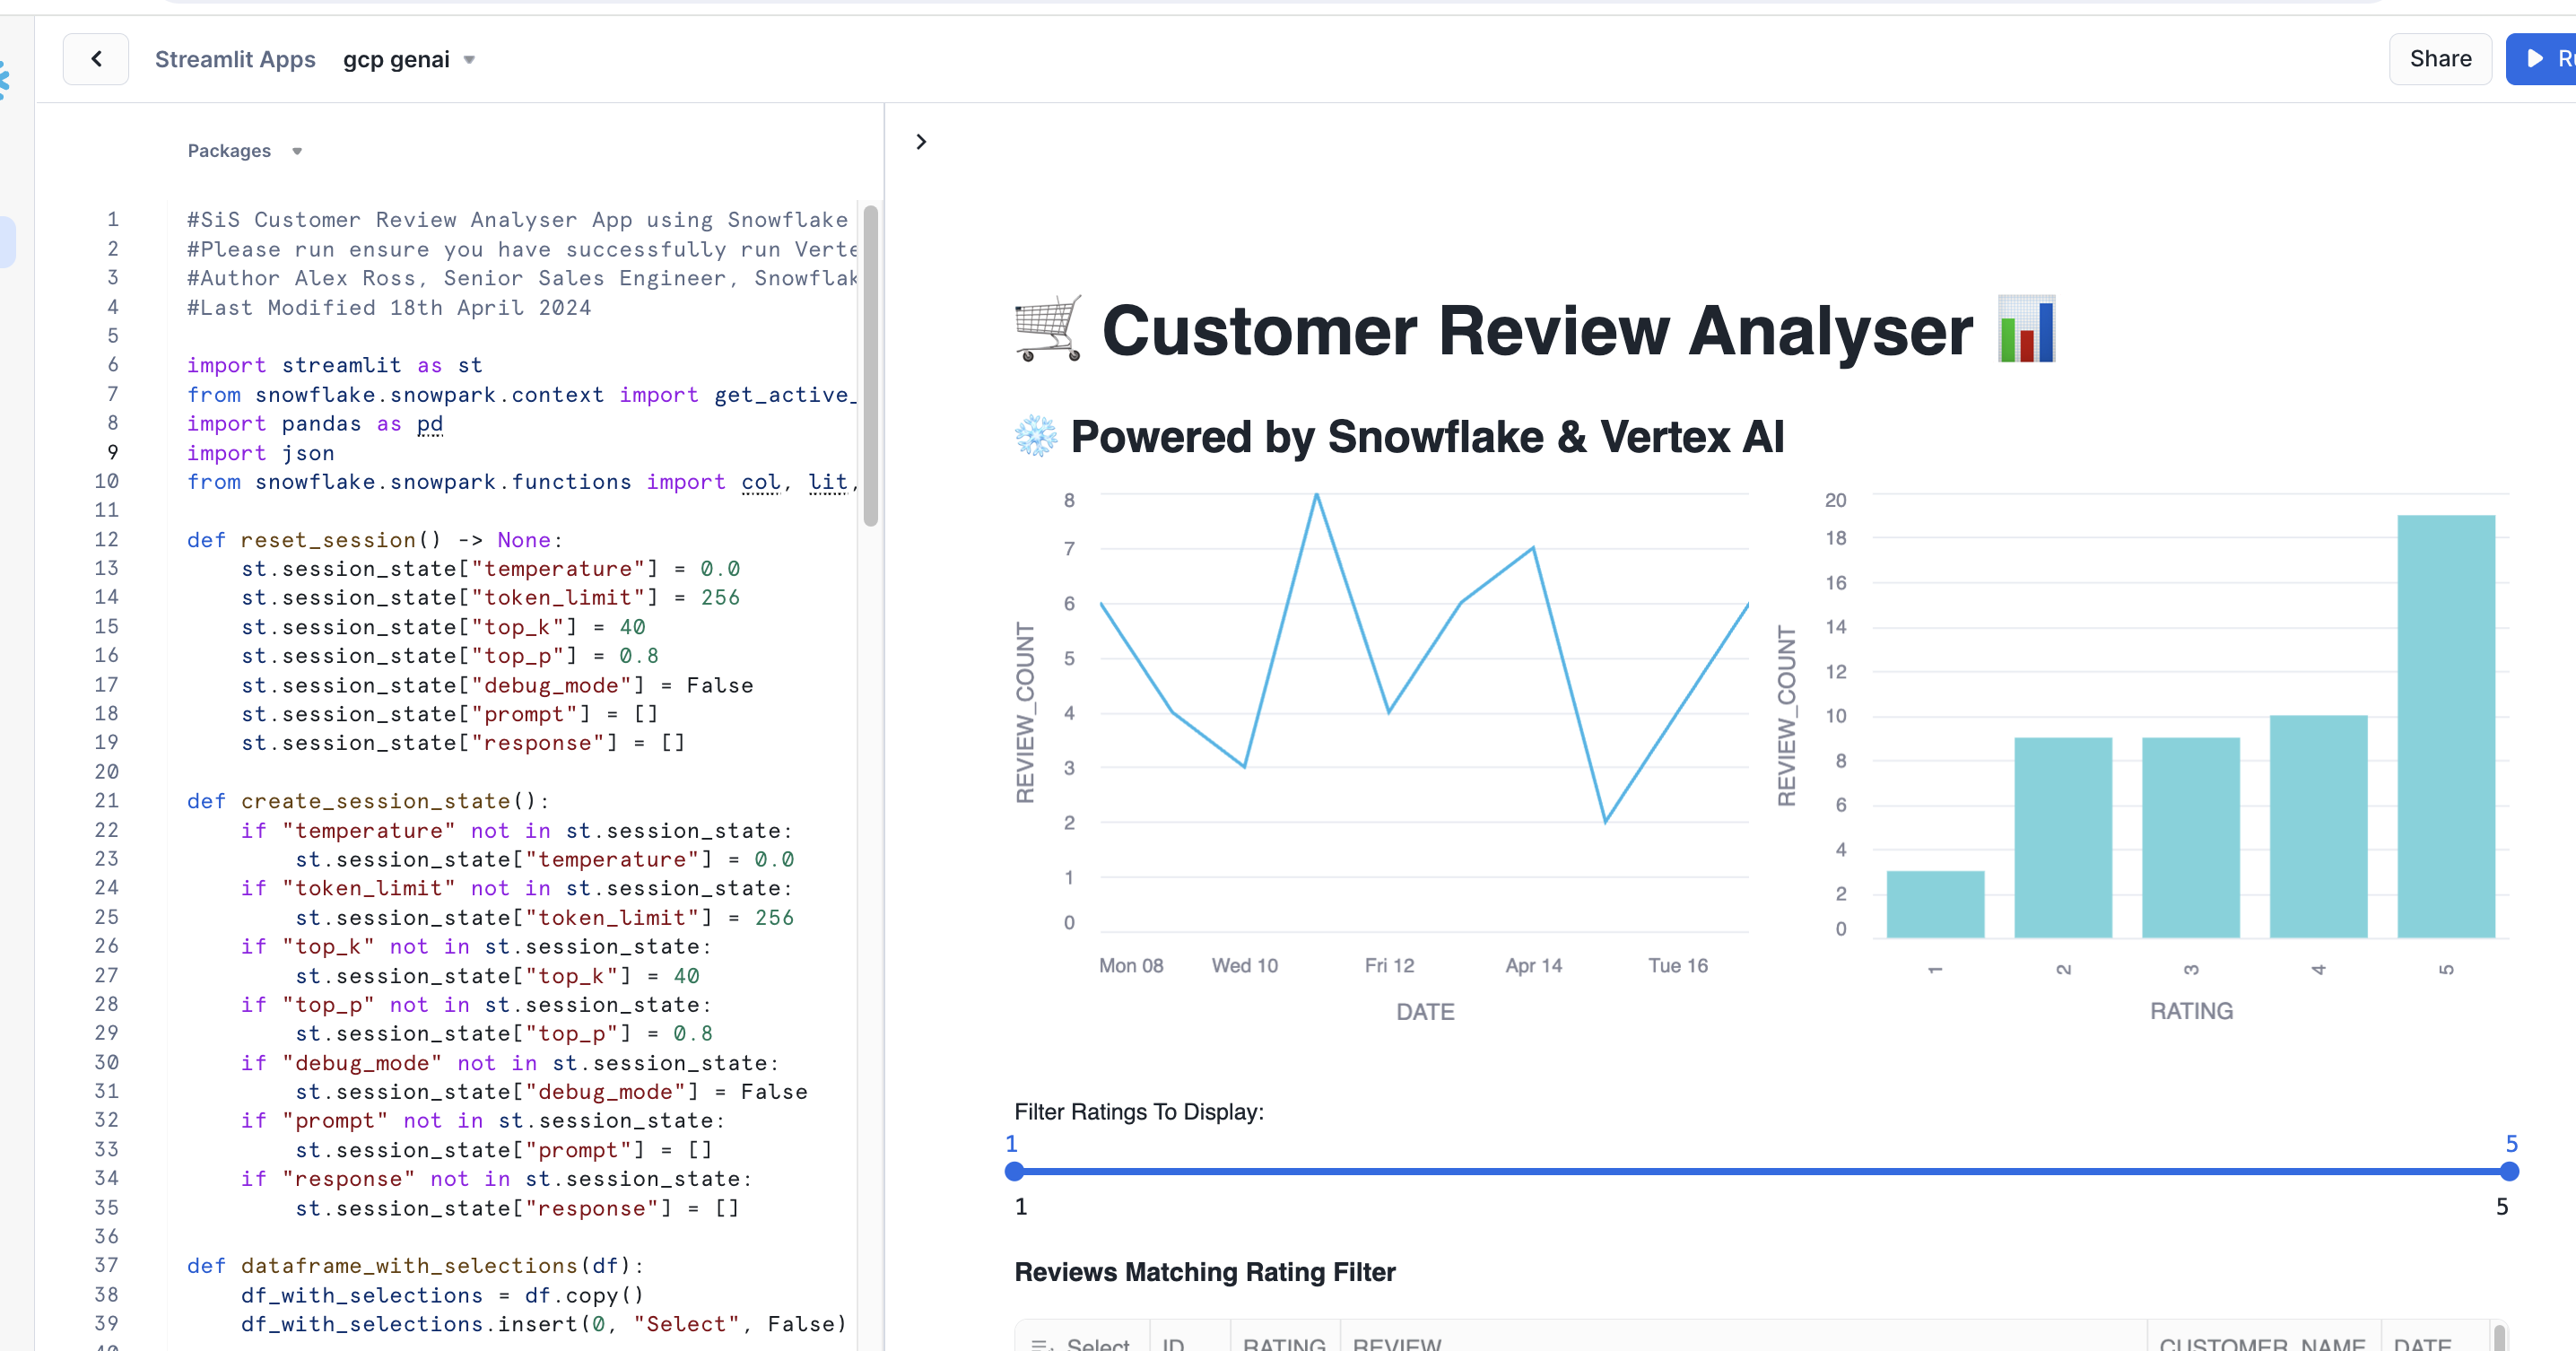 Streamlit Apps gcp genai
Share
Packages
1 #SiS Customer Review Analyser App using Snowflake
2 #Please run ensure you have successfully run Verte
3 #Author Alex Ross, Senior Sales Engineer, Snowflak
4 #Last Modified 18th April 2024
5
6 import streamlit as st
7 from snowflake.snowpark.context import get_active_
8 import pandas as pd
9 import json
10 from snowflake.snowpark.functions import col, lit,
11
12 def reset_session() -> None:
13 st.session_state["temperature"] = 0.0
14 st.session_state["token_limit"] = 256
15 st.session_state["top_k"] = 40
16 st.session_state["top_p"] = 0.8
17 st.session_state["debug_mode"] = False
18 st.session_state["prompt"] = []
19 st.session_state["response"] = []
20
21 def create_session_state():
22 if "temperature" not in st.session_state:
23 st.session_state["temperature"] = 0.0
24 if "token_limit" not in st.session_state:
25 st.session_state["token_limit"] = 256
26 if "top_k" not in st.session_state:
27 st.session_state["top_k"] = 40
28 if "top_p" not in st.session_state:
29 st.session_state["top_p"] = 0.8
30 if "debug_mode" not in st.session_state:
31 st.session_state["debug_mode"] = False
32 if "prompt" not in st.session_state:
33 st.session_state["prompt"] = []
34 if "response" not in st.session_state:
35 st.session_state["response"] = []
36
37 def dataframe_with_selections(df):
38 df_with_selections = df.copy()
39 df_with_selections.insert(0, "Select", False)
40
Customer Review Analyser
Powered by Snowflake & Vertex AI
REVIEW_COUNT
8
7
6
5
4
3
2
1
0
Mon 08 Wed 10 Fri 12 Apr 14 Tue 16
DATE
REVIEW_COUNT
20
18
16
14
12
10
8
6
4
2
0
1 2 3 4 5
RATING
Filter Ratings To Display:
1 5
1 5
Reviews Matching Rating Filter
Select ID RATING REVIEW CUSTOMER_NAME DATE